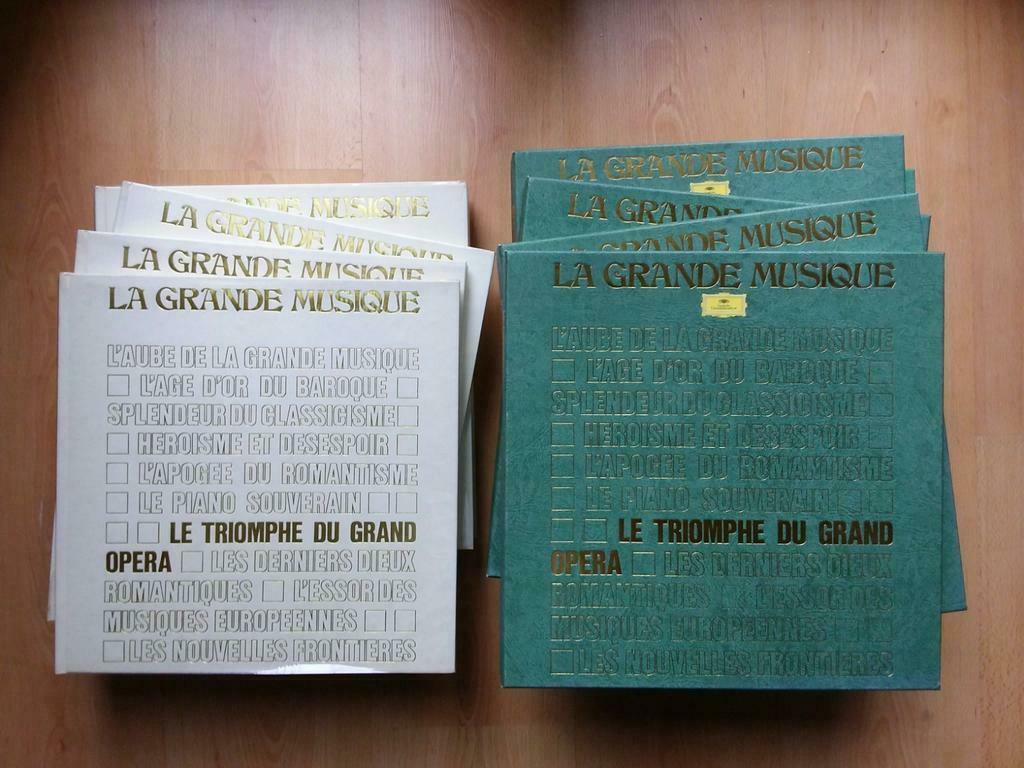 LA GRANDE MUSIQUE
LA GRANDE MUSIQUE
LA GRANDE MUSIQUE
LA GRANDE MUSIQUE
L'AUBE DE LA GRANDE MUSIQUE
L'AGE D'OR DU BAROQUE
SPLENDEUR DU CLASSICISME
HEROISME ET DESESPOIR
L'APOGEE DU ROMANTISME
LE PIANO SOUVERAIN
LE TRIOMPHE DU GRAND
OPERA LES DERNIERS DIEUX
ROMANTIQUES L'ESSOR DES
MUSIQUES EUROPEENNES
LES NOUVELLES FRONTIERES
LA GRANDE MUSIQUE
LA GRANDE MUSIQUE
LA GRANDE MUSIQUE
LA GRANDE MUSIQUE
L'AUBE DE LA GRANDE MUSIQUE
L'AGE D'OR DU BAROQUE
SPLENDEUR DU CLASSICISME
HEROISME ET DESESPOIR
L'APOGEE DU ROMANTISME
LE PIANO SOUVERAIN
LE TRIOMPHE DU GRAND
OPERA LES DERNIERS DIEUX
ROMANTIQUES L'ESSOR DES
MUSIQUES EUROPEENNES
LES NOUVELLES FRONTIERES